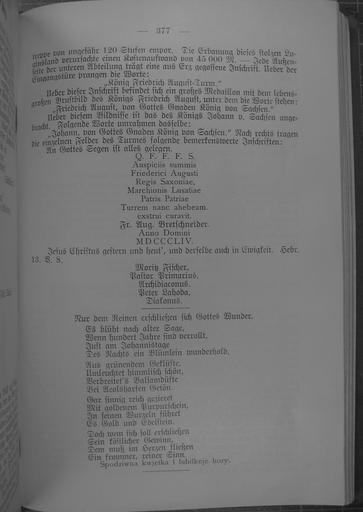 — 377 —
treppe von ungefähr 120 Stufen empor. Die Erbauung dieses stolzen Lu-
ginsland verursachte einen Kostenaufwand von 45 000 M. — Jede Außen-
seite der unteren Abteilung trägt eine aus Erz gegossene Inschrift. Ueber der
Eingangstüre prangen die Worte:
„König Friedrich August-Turm.“
Ueber dieser Inschrift befindet sich ein großes Medaillon mit dem lebens-
großen Brustbild des Königs Friedrich August, unter dem die Worte stehen:
„Friedrich August, von Gottes Gnaden König von Sachsen.“
Ueber diesem Bildnisse ist das des Königs Johann v. Sachsen ange-
bracht. Folgende Worte umrahmen dasselbe:
„Johann, von Gottes Gnaden König von Sachsen.“ Nach rechts tragen
die einzelnen Felder des Turmes folgende bemerkenswerte Inschriften:
An Gottes Segen ist alles gelegen.
Q. F. F. F. S.
Auspiciis summis
Friederici Augusti
Regis Saxoniae,
Marchionis Lusatiae
Patris Patriae
Turrem hanc ahebeam.
exstrui curavit.
Fr. Aug. Bretschneider.
Anno Domini
MDCCCLIV.
Jesus Christus gestern und heut', und derselbe auch in Ewigkeit. Hebr.
13. B. 8.
Moritz Fischer,
Pastor Primarius.
Archidiaconus.
Peter Lahoda,
Diakonus.
Nur dem Reinen erschließen sich Gottes Wunder.
Es blüht nach alter Sage,
Wenn hundert Jahre sind verrollt,
Just am Johannistage
Des Nachts ein Blümlein wunderhold.
Aus grünendem Geklüfte,
Umleuchtet himmlisch schön,
Verbreitet's Balsamdüfte
Bei Aeolsharfen Getön.
Gar sinnig reich gezieret
Mit goldenem Purpurschein,
In seinen Wurzeln führet
Es Gold und Edelstein.
Doch wem sich soll erschließen
Sein köstlicher Gewinn,
Dem muß im Herzen fließen
Ein frommer, reiner Sinn.
Spodziwna kwjetka i lubilkeje hory.